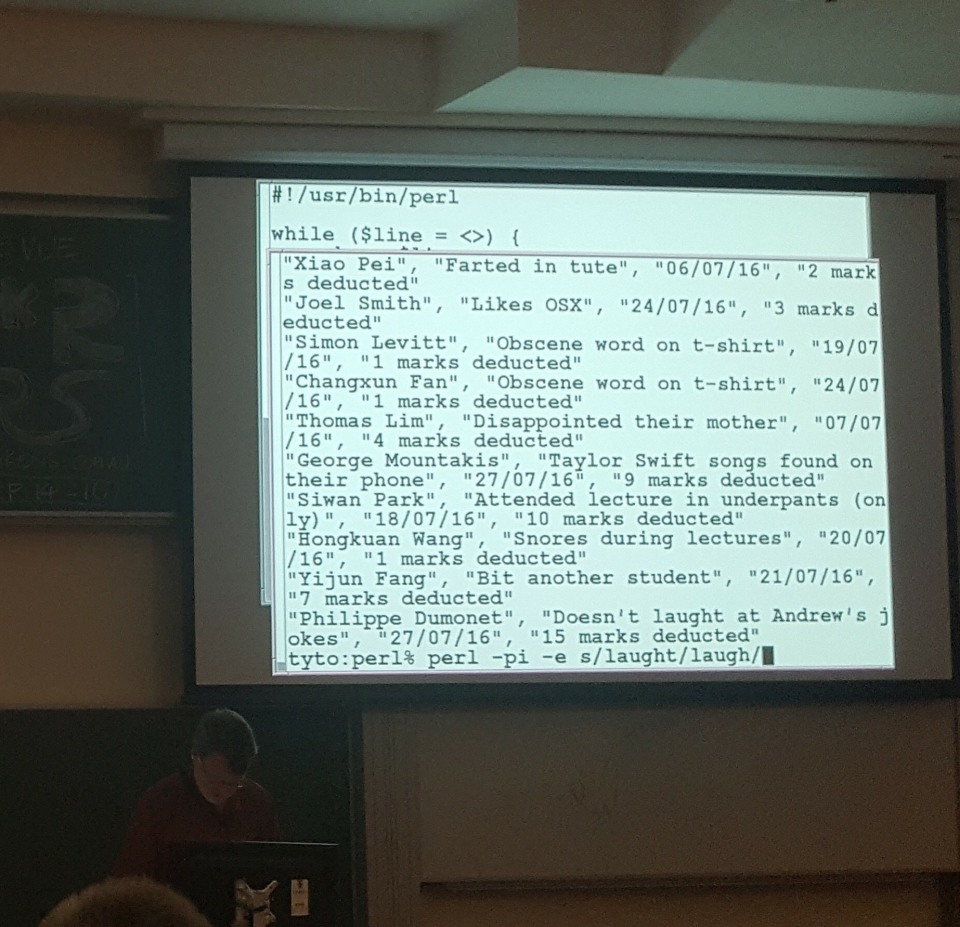 #!/usr/bin/perl
while ($line = <>) {
"Xiao Pei", "Farted in tute", "06/07/16", "2 mark
s deducted"
"Joel Smith", "Likes OSX", "24/07/16", "3 marks d
educted"
"Simon Levitt", "Obscene word on t-shirt", "19/07
/16", "1 marks deducted"
"Changxun Fan", "Obscene word on t-shirt", "24/07
/16", "1 marks deducted"
"Thomas Lim", "Disappointed their mother", "07/07
/16", "4 marks deducted"
"George Mountakis", "Taylor Swift songs found on
their phone", "27/07/16", "9 marks deducted"
"Siwan Park", "Attended lecture in underpants (on
ly)", "18/07/16", "10 marks deducted"
"Hongkuan Wang", "Snores during lectures", "20/07
/16", "1 marks deducted"
"Yijun Fang", "Bit another student", "21/07/16",
"7 marks deducted"
"Philippe Dumonet", "Doesn't laught at Andrew's j
okes", "27/07/16", "15 marks deducted"
tyto:perl% perl -pi -e s/laught/laugh/